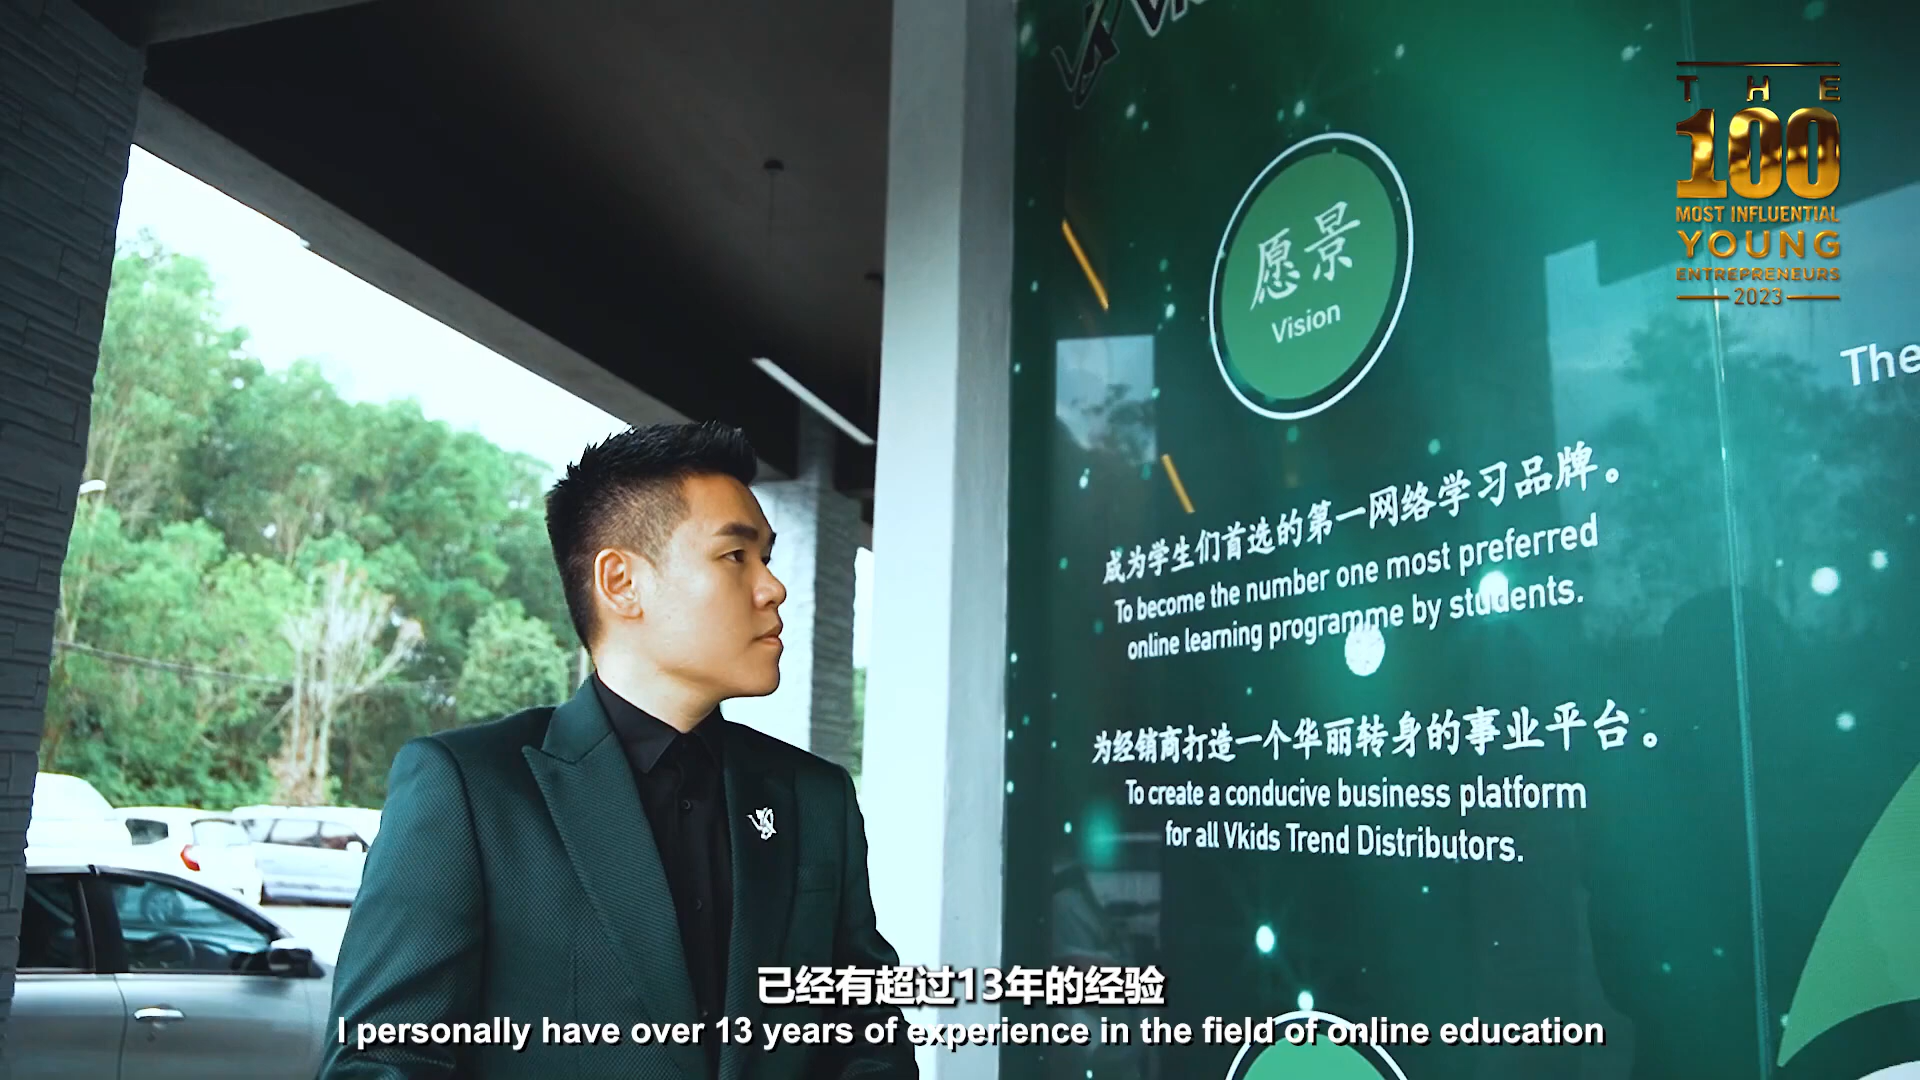 THE
100
MOST INFLUENTIAL
YOUNG
ENTREPRENEURS
2023
愿景
Vision
The
成为学生们首选的第一网络学习品牌。
To become the number one most preferred
online learning programme by students.
为经销商打造一个华丽转身的事业平台。
To create a conducive business platform
for all Vkids Trend Distributors.
已经有超过13年的经验
I personally have over 13 years of experience in the field of online education